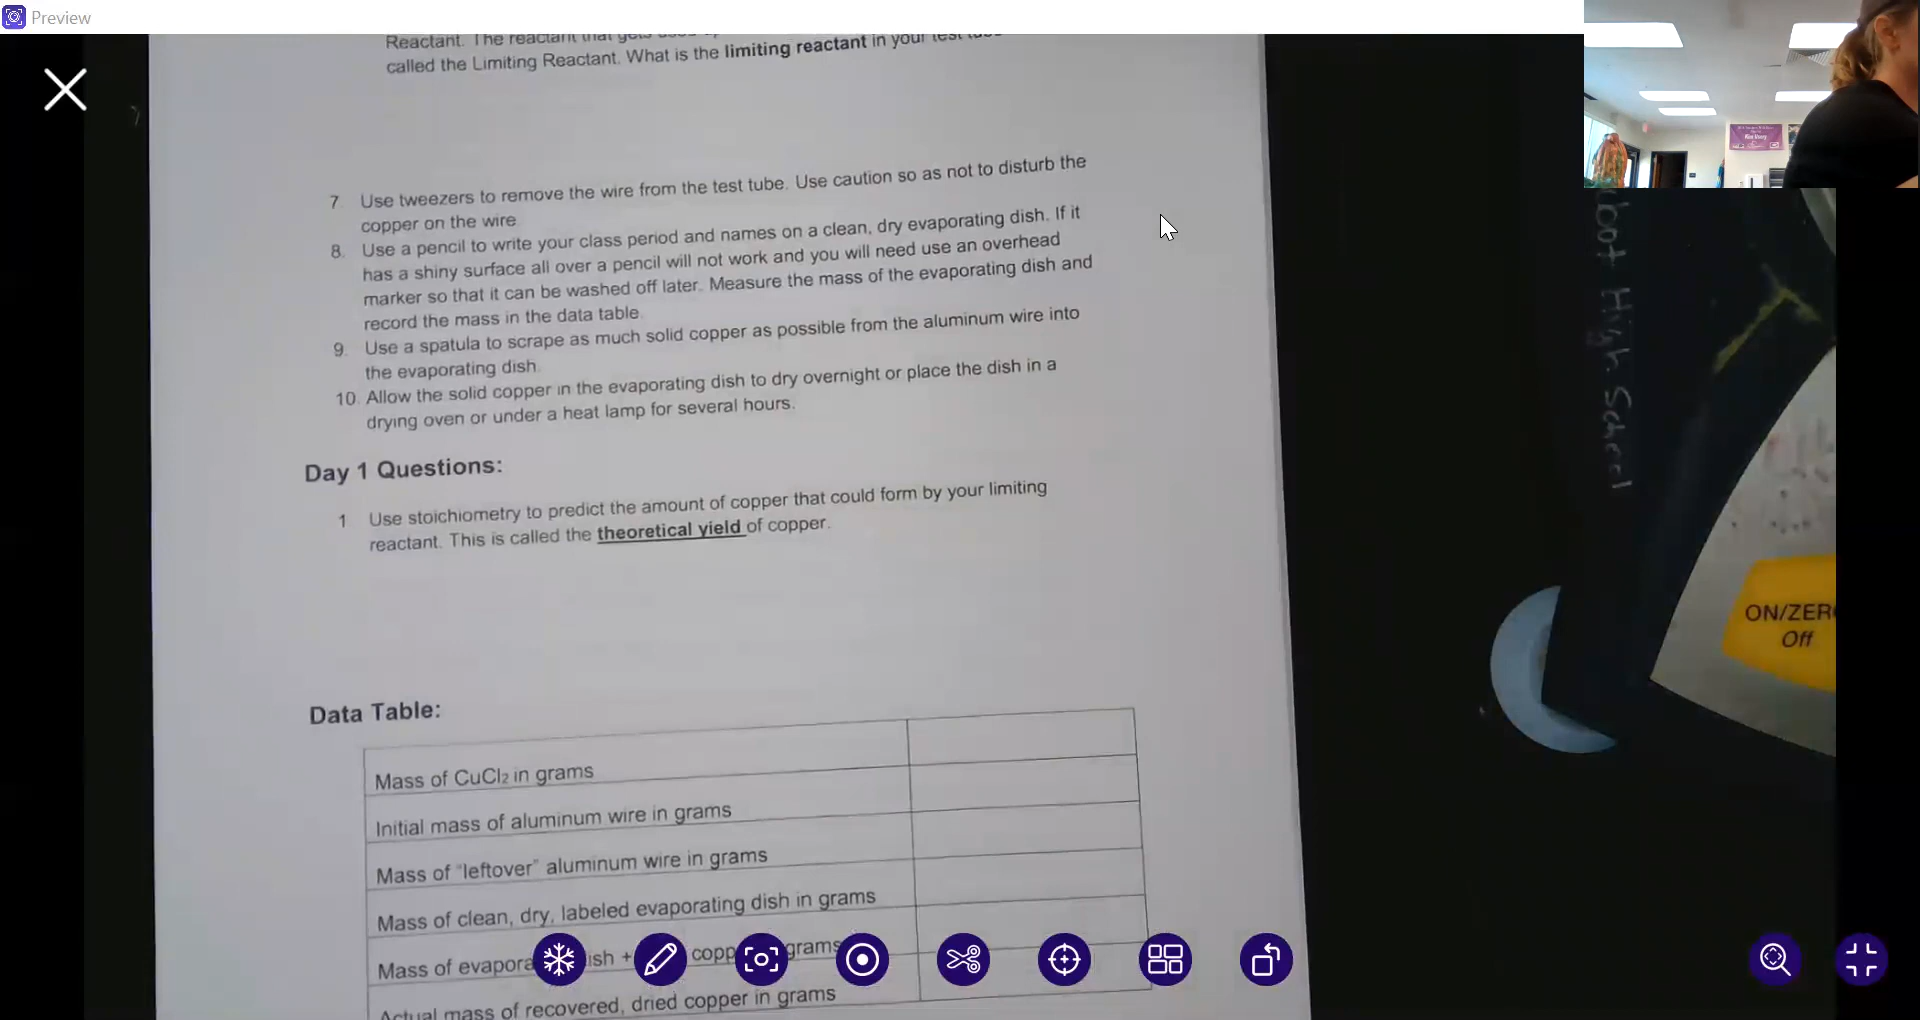 Preview
Reactant. The reactant that gets
called the Limiting Reactant. What is the limiting reactant in your test
7. Use tweezers to remove the wire from the test tube. Use caution so as not to disturb the
copper on the wire.
8. Use a pencil to write your class period and names on a clean, dry evaporating dish. If it
has a shiny surface all over a pencil will not work and you will need use an overhead
marker so that it can be washed off later. Measure the mass of the evaporating dish and
record the mass in the data table.
9. Use a spatula to scrape as much solid copper as possible from the aluminum wire into
the evaporating dish.
10. Allow the solid copper in the evaporating dish to dry overnight or place the dish in a
drying oven or under a heat lamp for several hours.
Day 1 Questions:
1 Use stoichiometry to predict the amount of copper that could form by your limiting
reactant. This is called the theoretical yield of copper.
Data Table:
Mass of CuCl₂ in grams
Initial mass of aluminum wire in grams
Mass of "leftover" aluminum wire in grams
Mass of clean, dry, labeled evaporating dish in grams
Mass of evapora ish + copp grams
Actual mass of recovered, dried copper in grams
High School
ON/ZER
Off